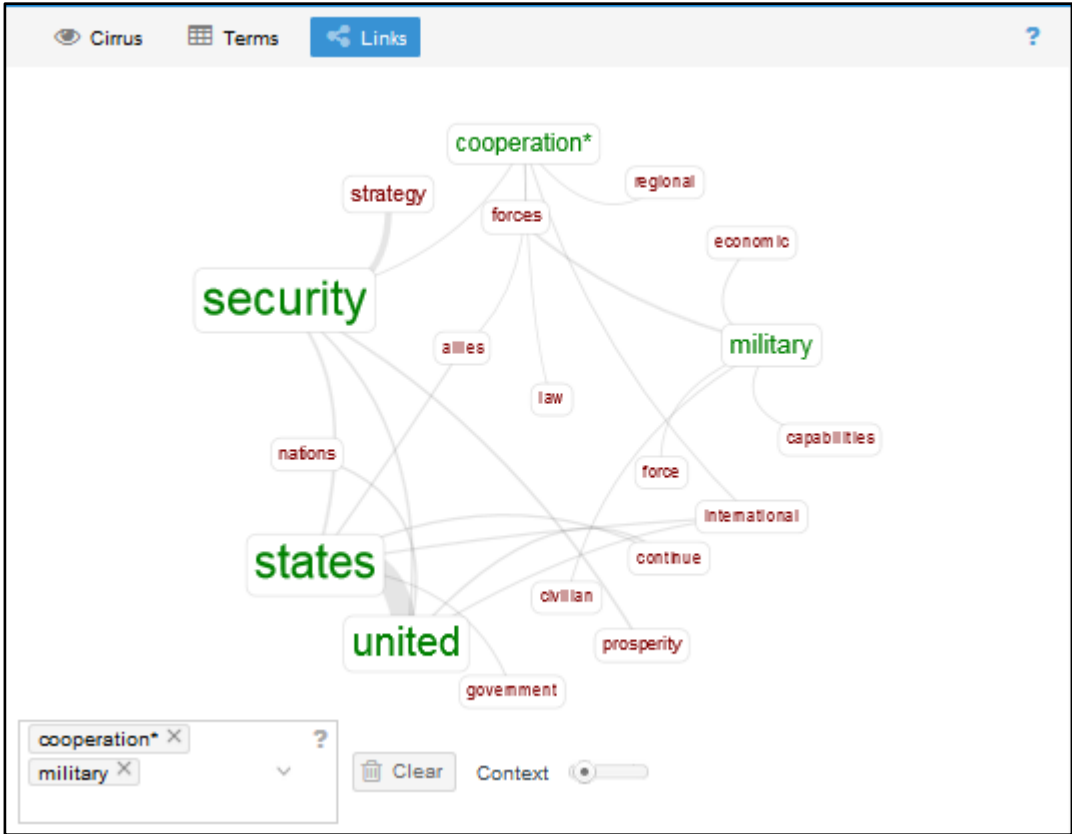 Cirrus Terms Links ?
cooperation*
regional
strategy
forces
economic
security
military
allies
law
capabilities
nations
force
international
states
continue
civilian
united
prosperity
government
cooperation* ×
?
military ×
Clear Context